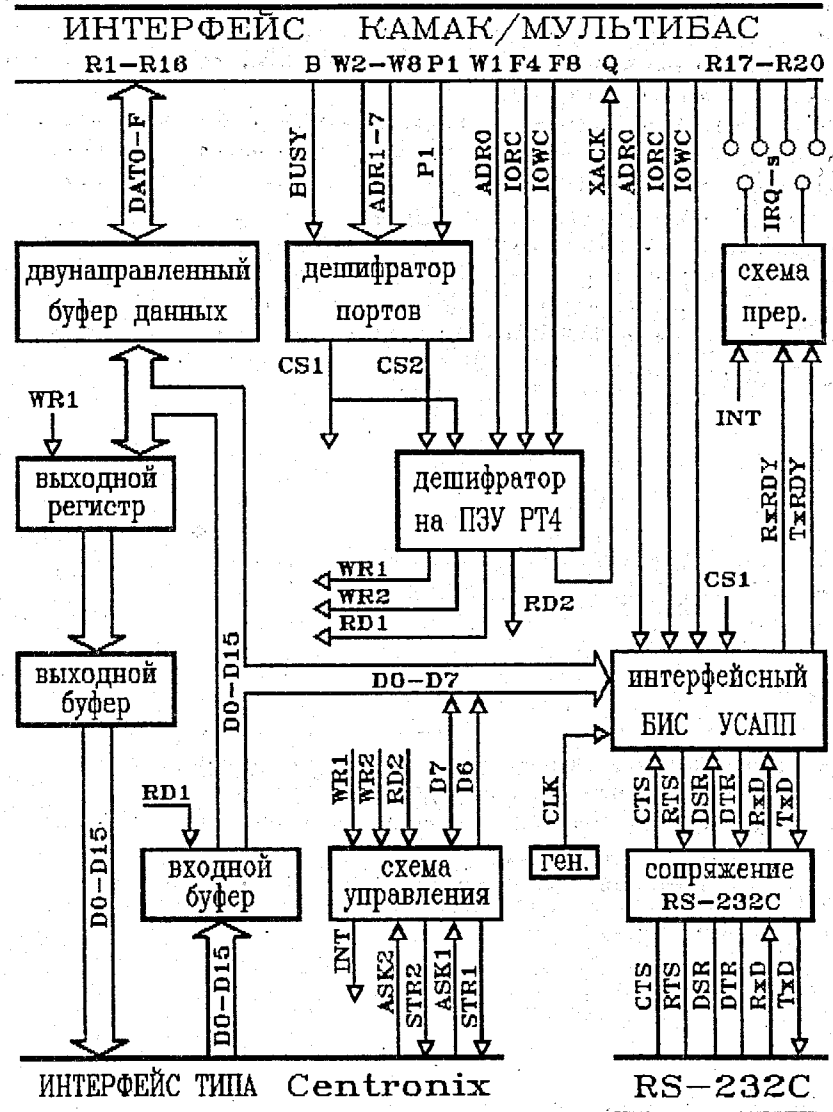 ИНТЕРФЕЙС КАМАК/МУЛЬТИБАС
R1-R16 B W2-W8 P1 W1 F4 F8 Q R17-R20
DAT0-F
BUSY
ADR1-7
P1
ADR0
IORC
IOWC
XACK
ADR0
IORC
IOWC
IRQ-s
двунаправленный
буфер данных
дешифратор
портов
схема
прер.
CS1
CS2
INT
RxRDY
TxRDY
WR1
выходной
регистр
дешифратор
на ПЗУ РТ4
WR1
WR2
RD1
RD2
CS1
выходной
буфер
D0-D15
D0-D7
интерфейсный
БИС УСАПП
RD1
WR1
WR2
RD2
D7
D6
CLK
CTS
RTS
DSR
DTR
RxD
TxD
D0-D15
входной
буфер
схема
управления
ген.
сопряжение
RS-232C
D0-D15
INT
ASK2
STR2
ASK1
STR1
CTS
RTS
DSR
DTR
RxD
TxD
ИНТЕРФЕЙС ТИПА Centronix
RS-232C